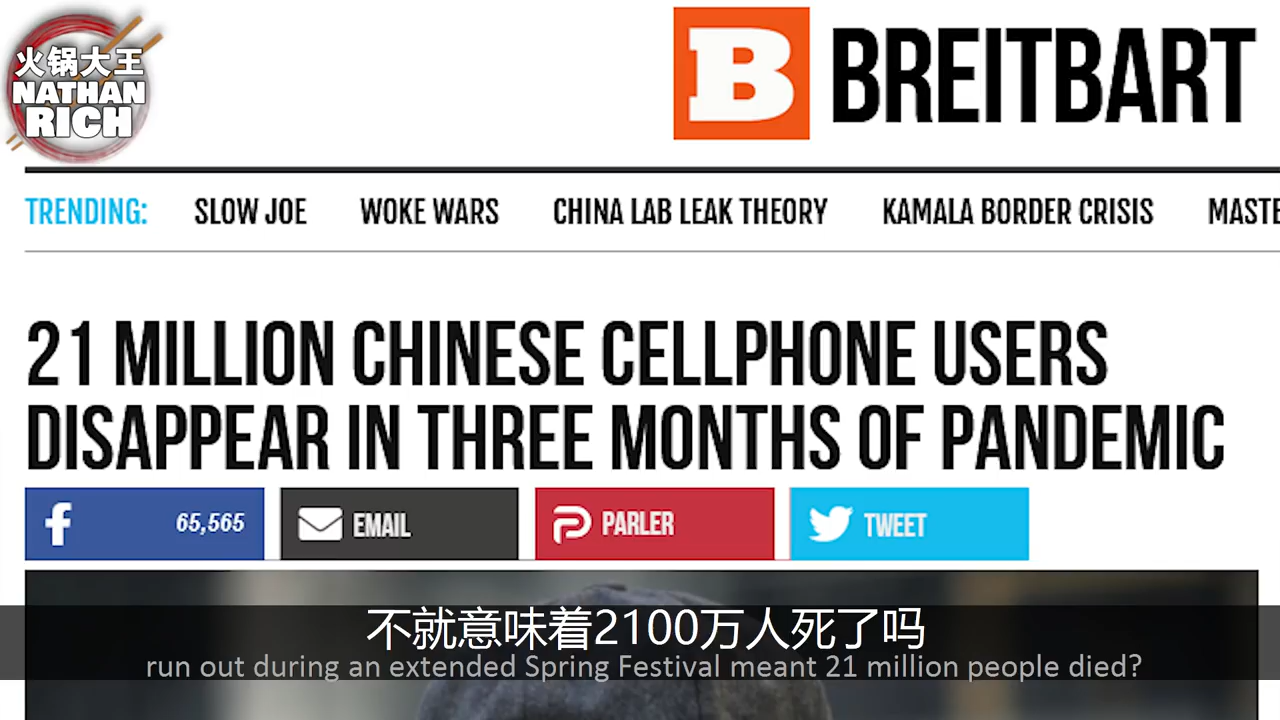 火锅大王
NATHAN
RICH
B BREITBART
TRENDING: SLOW JOE WOKE WARS CHINA LAB LEAK THEORY KAMALA BORDER CRISIS MASTE
21 MILLION CHINESE CELLPHONE USERS
DISAPPEAR IN THREE MONTHS OF PANDEMIC
f 65,565 EMAIL PARLER TWEET
不就意味着2100万人死了吗
run out during an extended Spring Festival meant 21 million people died?